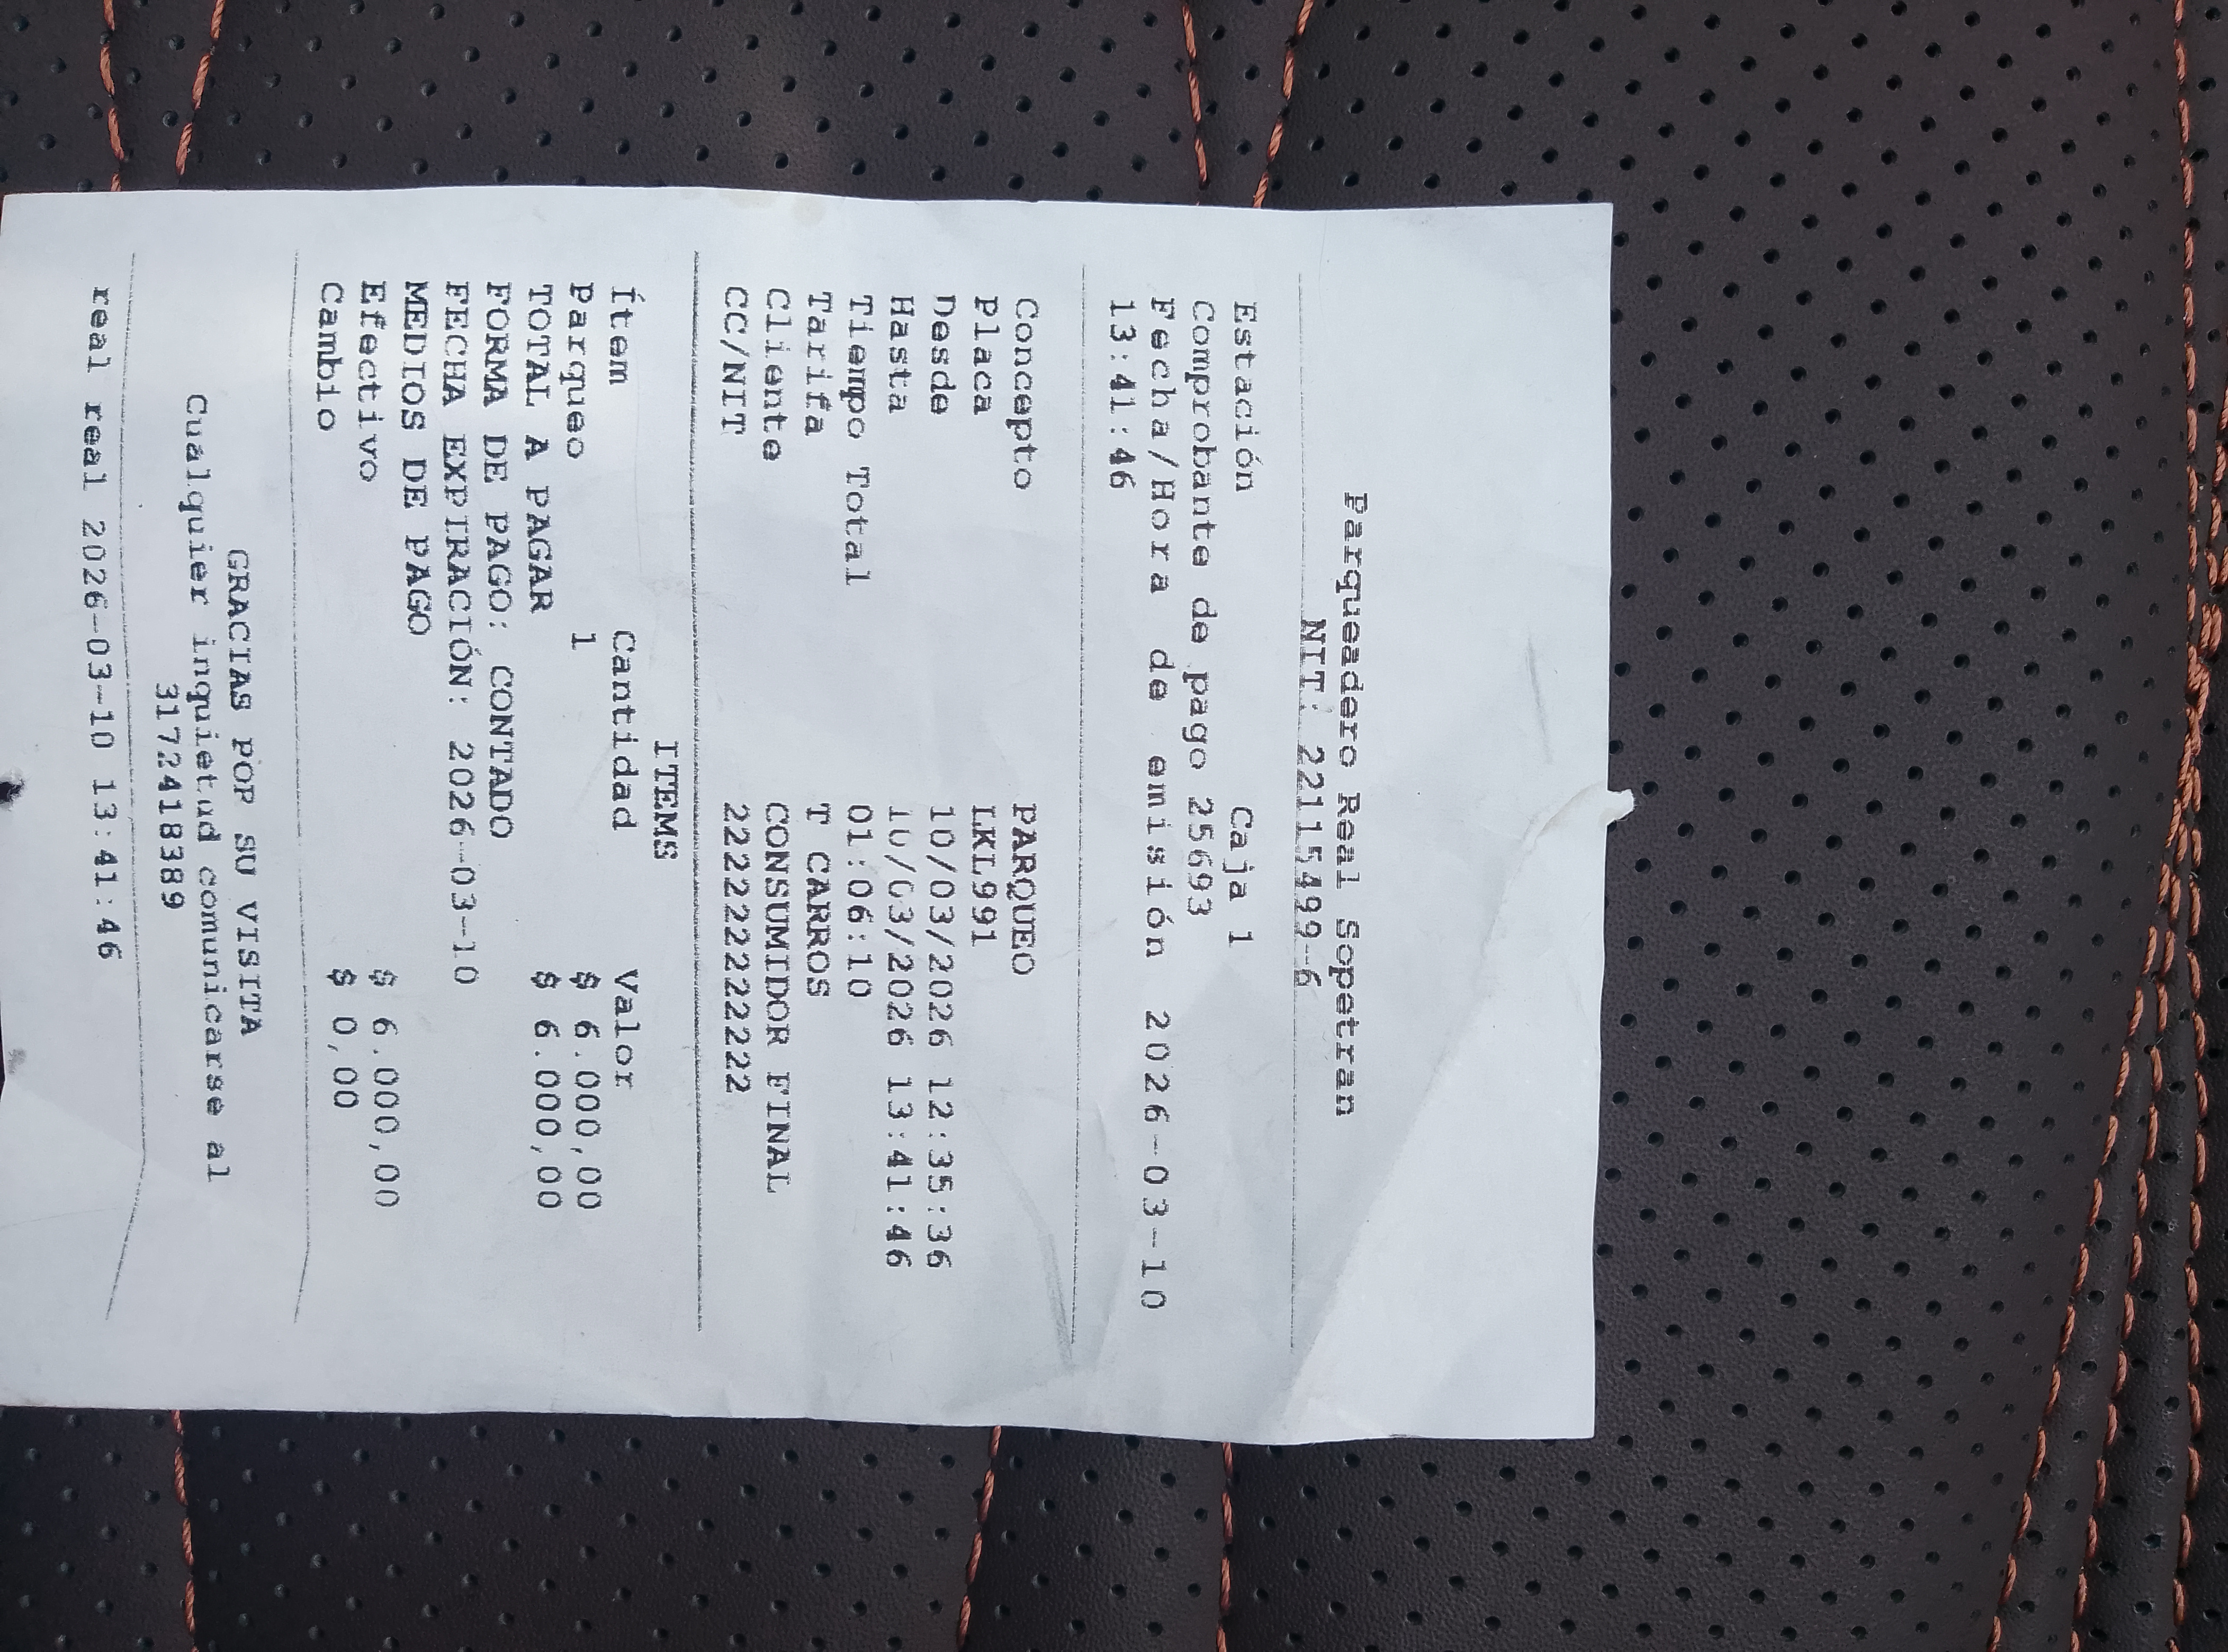 Parqueadero Real Sopetran
NIT: 22115499-6
Estación Caja 1
Comprobante de pago 25693
Fecha/Hora de emisión 2026-03-10
13:41:46
Concepto PARQUEO
Placa LKL991
Desde 10/03/2026 12:35:36
Hasta 10/03/2026 13:41:46
Tiempo Total 01:06:10
Tarifa T CARROS
Cliente CONSUMIDOR FINAL
CC/NIT 222222222222
ITEMS
Ítem Cantidad Valor
Parqueo 1 $ 6.000,00
TOTAL A PAGAR $ 6.000,00
FORMA DE PAGO: CONTADO
FECHA EXPIRACIÓN: 2026-03-10
MEDIOS DE PAGO
Efectivo $ 6.000,00
Cambio $ 0,00
GRACIAS POR SU VISITA
Cualquier inquietud comunicarse al
3172418389
real real 2026-03-10 13:41:46